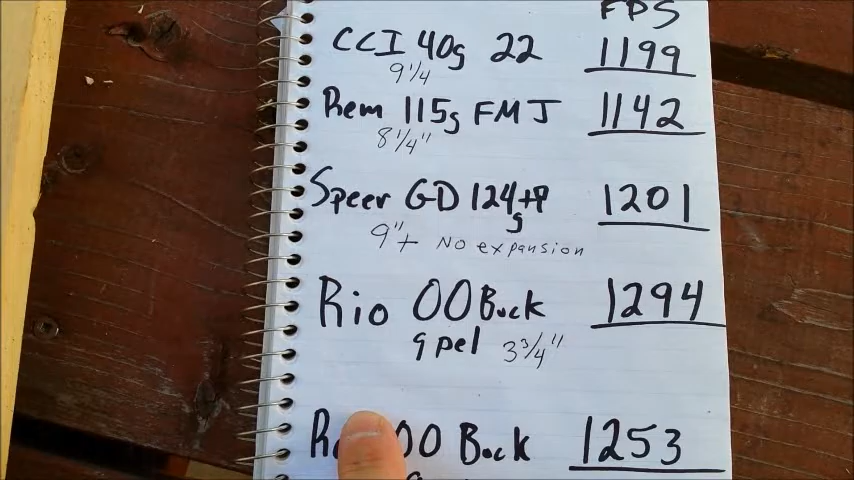 FPS
CCI 40g 22 1199
9 1/4
Rem 115g FMJ 1142
8 1/4"
Speer GD 124g +P 1201
9"+ No expansion
Rio 00 Buck 1294
9 pel 3 3/4"
00 Buck 1253